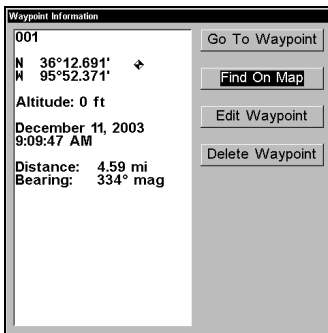 Waypoint Information
001
N 36°12.691'
W 95°52.371'
Altitude: 0 ft
December 11, 2003
9:09:47 AM
Distance: 4.59 mi
Bearing: 334° mag
Go To Waypoint
Find On Map
Edit Waypoint
Delete Waypoint